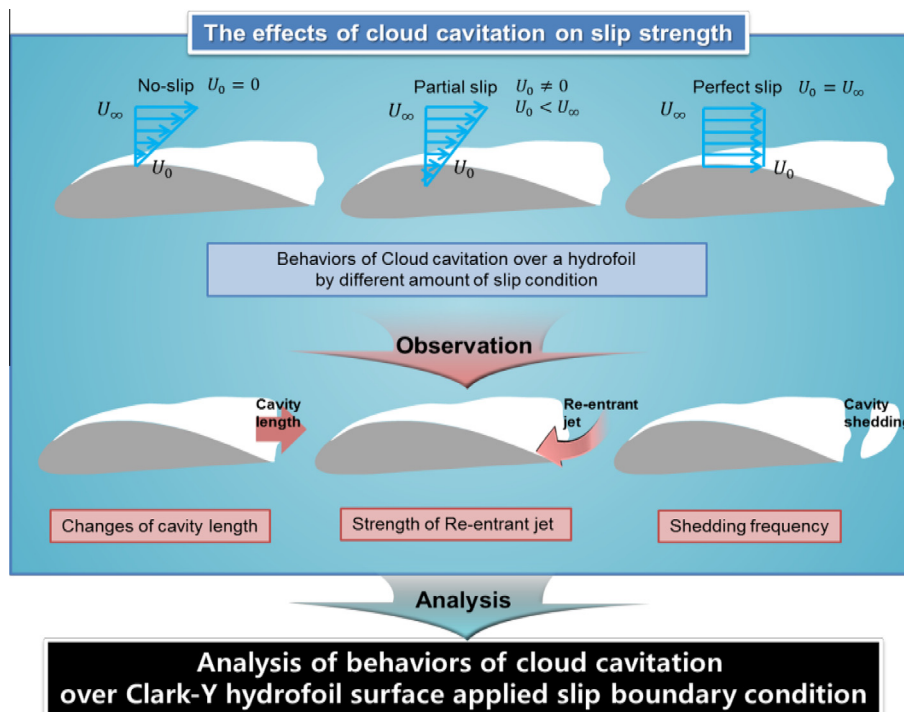 The effects of cloud cavitation on slip strength
No-slip U₀ = 0
U∞
U₀
Partial slip U₀ ≠ 0
U₀ < U∞
U∞
U₀
Perfect slip U₀ = U∞
U∞
U₀
Behaviors of Cloud cavitation over a hydrofoil
by different amount of slip condition
Observation
Cavity
length
Re-entrant
jet
Cavity
shedding
Changes of cavity length
Strength of Re-entrant jet
Shedding frequency
Analysis
Analysis of behaviors of cloud cavitation
over Clark-Y hydrofoil surface applied slip boundary condition